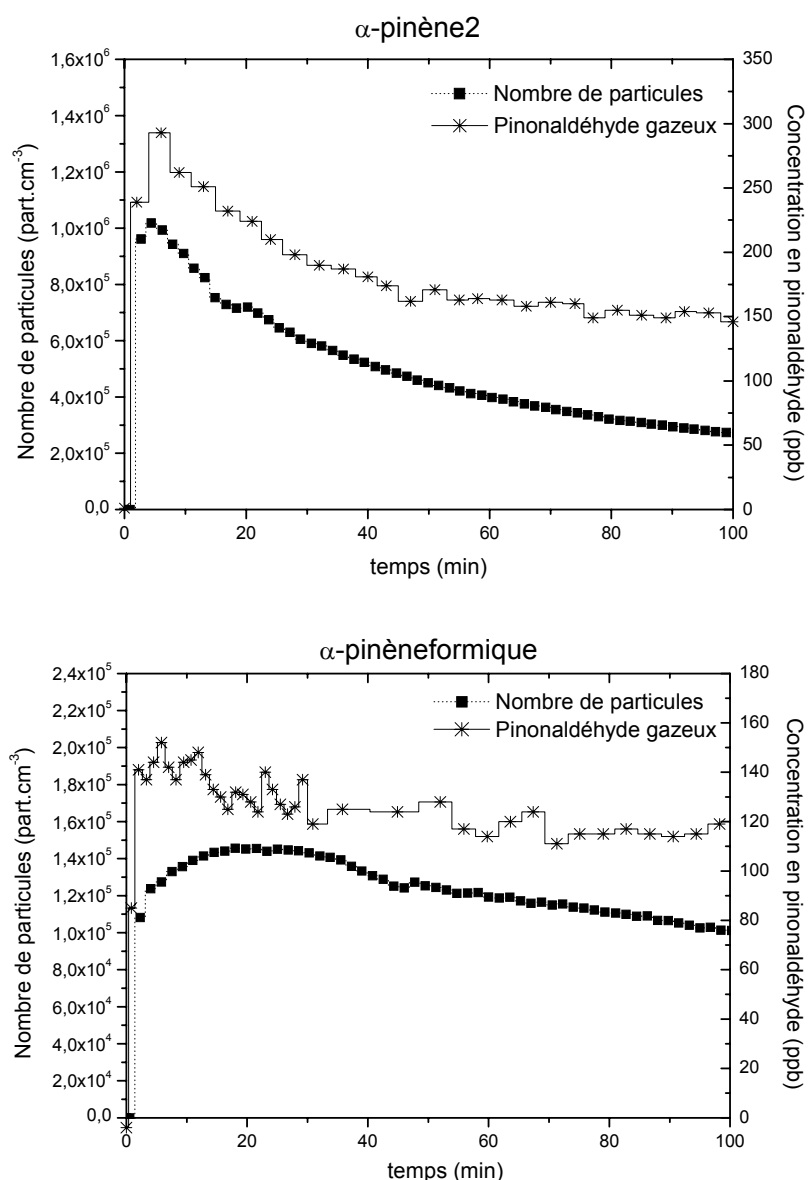 α-pinène2
Nombre de particules (part.cm-3)
1,6x10⁶
1,4x10⁶
1,2x10⁶
1,0x10⁶
8,0x10⁵
6,0x10⁵
4,0x10⁵
2,0x10⁵
0,0
Nombre de particules
Pinonaldéhyde gazeux
350
300
250
200
150
100
50
0
Concentration en pinonaldéhyde (ppb)
0 20 40 60 80 100
temps (min)
α-pinèneformique
Nombre de particules (part.cm-3)
2,4x10⁵
2,2x10⁵
2,0x10⁵
1,8x10⁵
1,6x10⁵
1,4x10⁵
1,2x10⁵
1,0x10⁵
8,0x10⁴
6,0x10⁴
4,0x10⁴
2,0x10⁴
0,0
Nombre de particules
Pinonaldéhyde gazeux
180
160
140
120
100
80
60
40
20
0
Concentration en pinonaldéhyde (ppb)
0 20 40 60 80 100
temps (min)